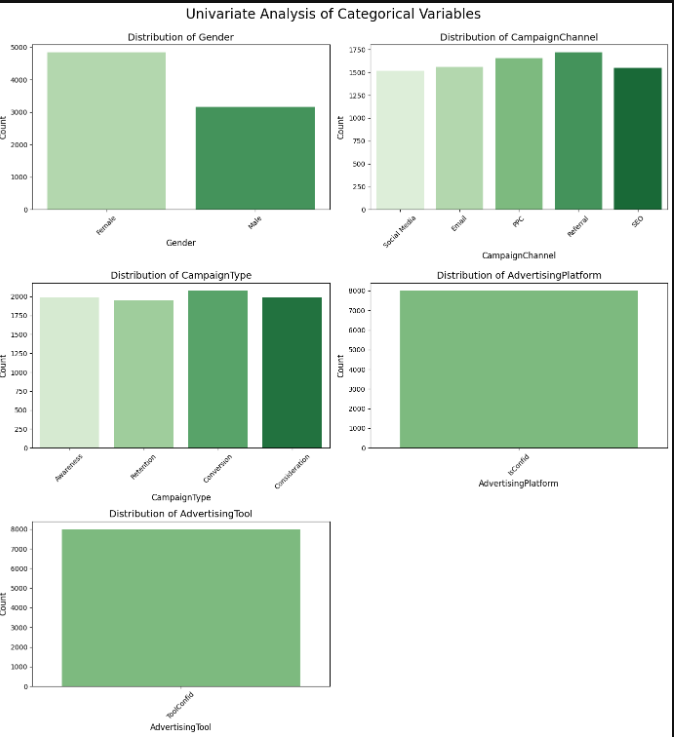 Univariate Analysis of Categorical Variables
Distribution of Gender
Count
5000
4000
3000
2000
1000
0
Female
Male
Gender
Distribution of CampaignChannel
Count
1750
1500
1250
1000
750
500
250
0
Social Media
Email
PPC
Referral
SEO
CampaignChannel
Distribution of CampaignType
Count
2000
1750
1500
1250
1000
750
500
250
0
Awareness
Retention
Conversion
Consideration
CampaignType
Distribution of AdvertisingPlatform
Count
8000
7000
6000
5000
4000
3000
2000
1000
0
IsConfid
AdvertisingPlatform
Distribution of AdvertisingTool
Count
8000
7000
6000
5000
4000
3000
2000
1000
0
ToolConfid
AdvertisingTool